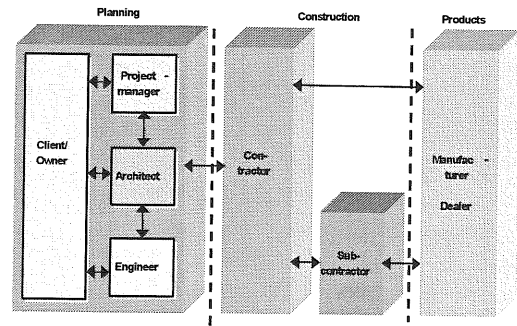 Planning
Construction
Products
Client/
Owner
Project -
manager
Architect
Engineer
Con-
tractor
Sub-
contractor
Manufac -
turer
Dealer